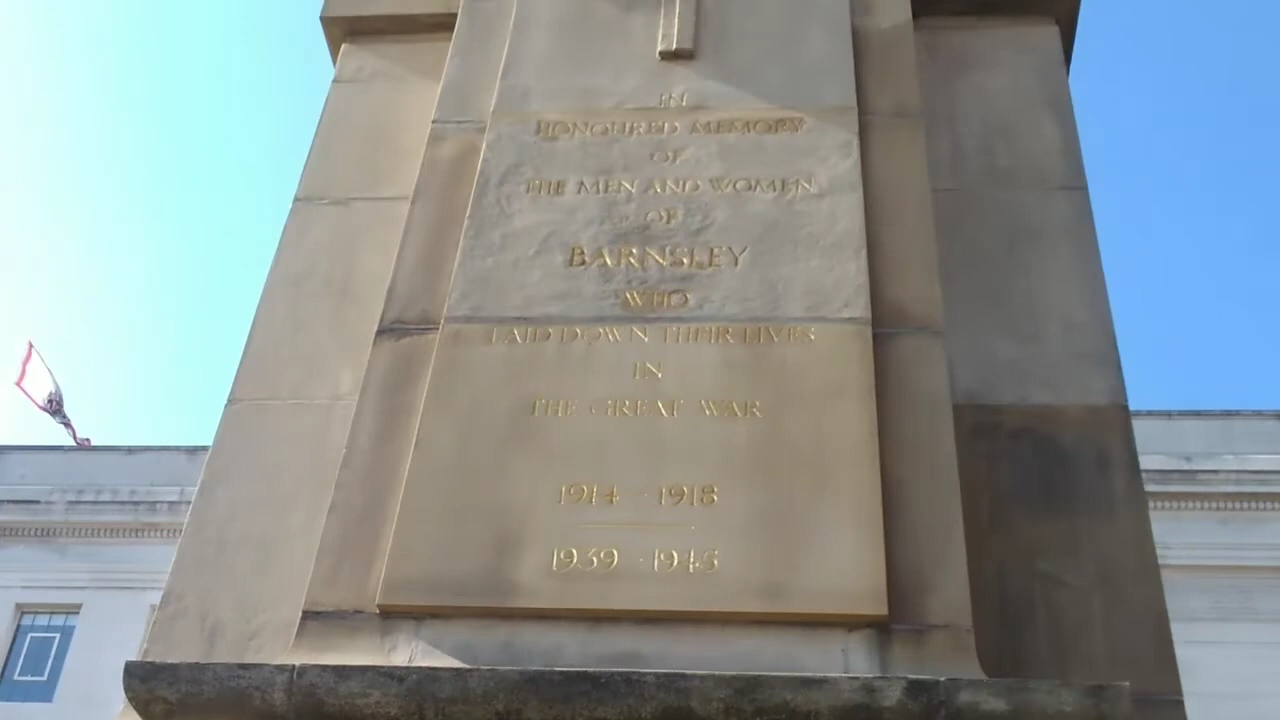 IN
HONOURED MEMORY
OF
THE MEN AND WOMEN
OF
BARNSLEY
WHO
LAID DOWN THEIR LIVES
IN
THE GREAT WAR
1914 - 1918
1939 - 1945